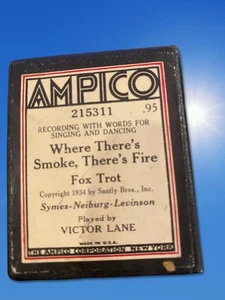 AMPICO
215311 .95
RECORDING WITH WORDS FOR
SINGING AND DANCING
Where There's
Smoke, There's Fire
Fox Trot
Copyright 1934 by Santly Bros., Inc.
Symes-Neiburg-Levinson
Played by
VICTOR LANE
MADE IN U.S.A.
THE AMPICO CORPORATION NEW YORK